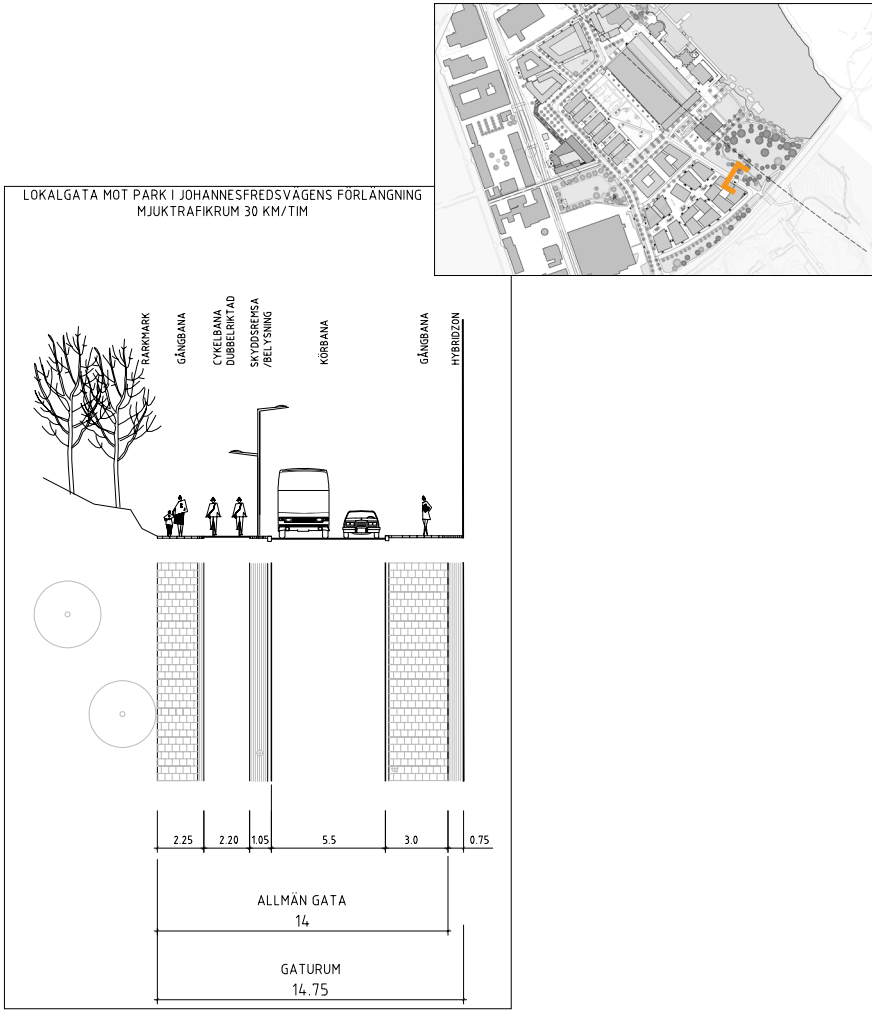 LOKALGATA MOT PARK I JOHANNESFREDSVÄGENS FÖRLÄNGNING
MJUKTRAFIKRUM 30 KM/TIM
RARKMARK
GÅNGBANA
CYKELBANA
DUBBELRIKTAD
SKYDDSREMSA
/BELYSNING
KÖRBANA
GÅNGBANA
HYBRIDZON
2.25 2.20 1.05 5.5 3.0 0.75
ALLMÄN GATA
14
GATURUM
14.75